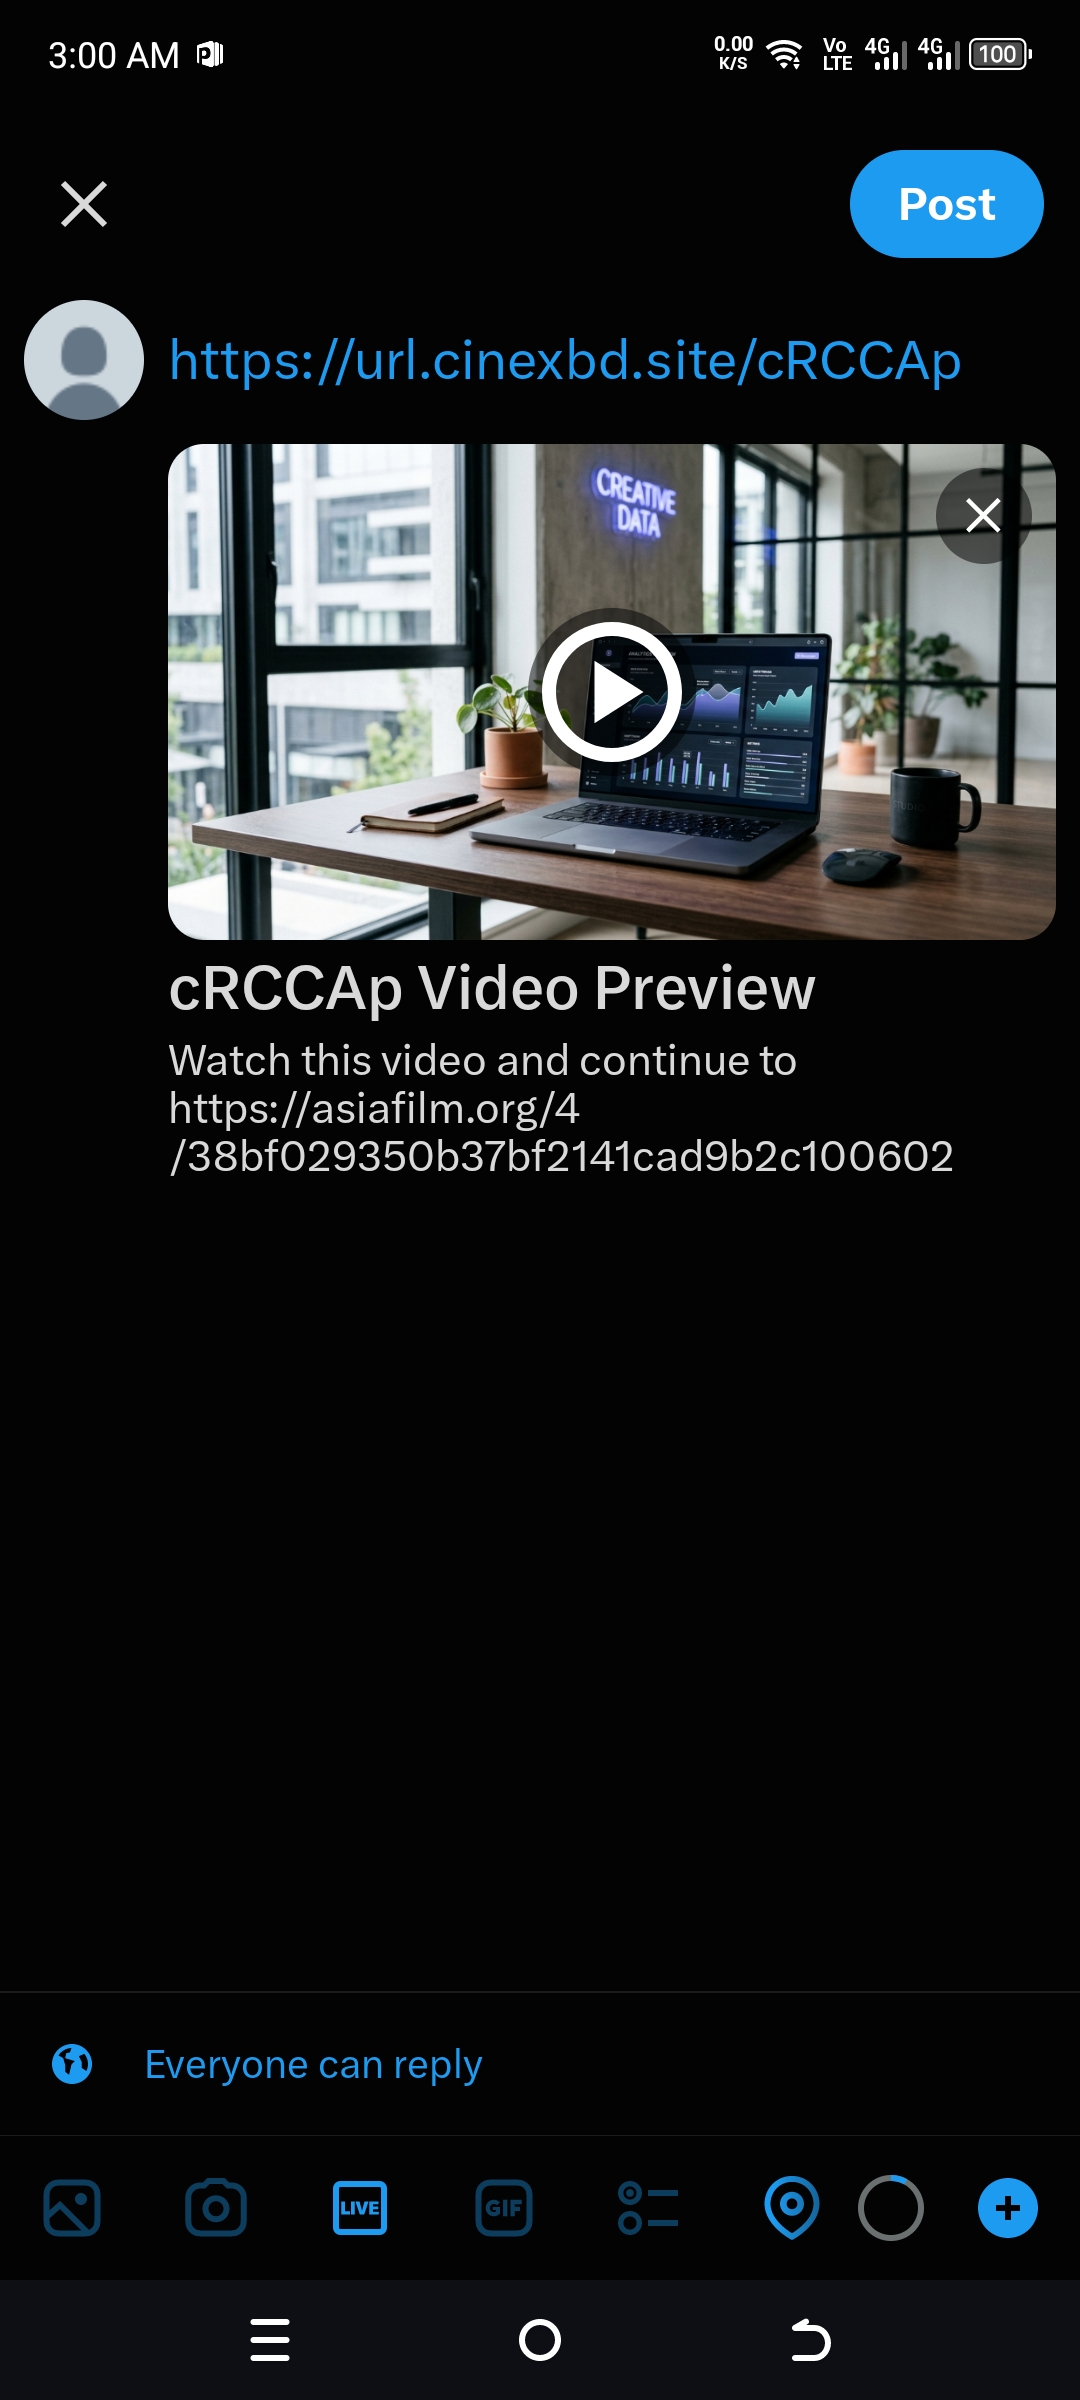 3:00 AM
0.00 K/S
Vo LTE
4G
4G
100
Post
https://url.cinexbd.site/cRCCAp
CREATIVE
DATA
STUDIO
cRCCAp Video Preview
Watch this video and continue to
https://asiafilm.org/4
/38bf029350b37bf2141cad9b2c100602
Everyone can reply
LIVE
GIF